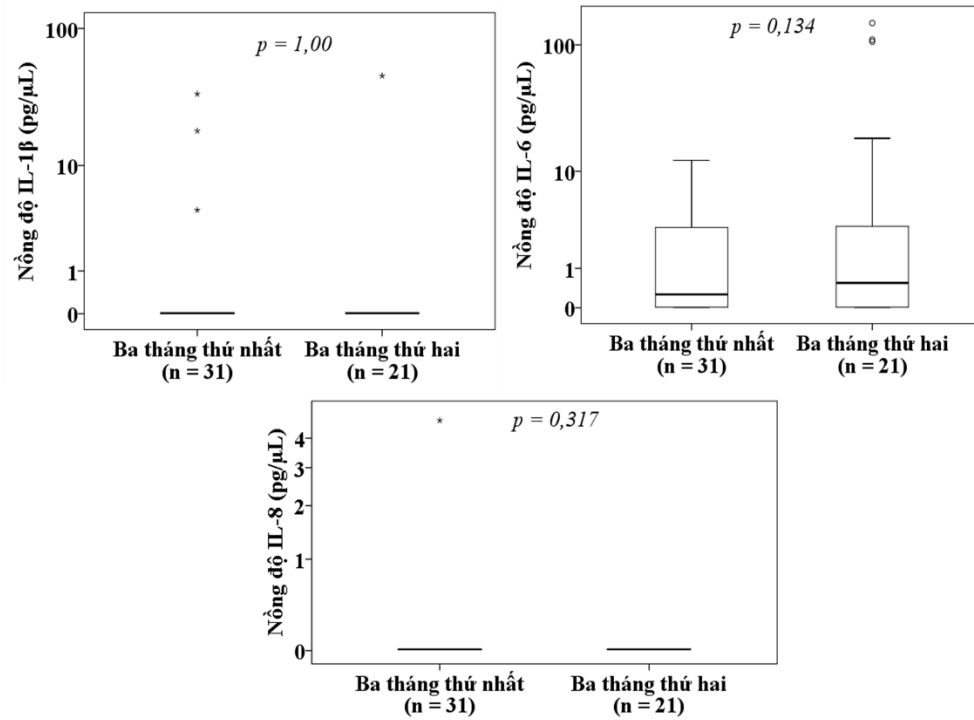 Nồng độ IL-1β (pg/µL)
100
10
1
0
p = 1,00
Ba tháng thứ nhất
(n = 31)
Ba tháng thứ hai
(n = 21)
Nồng độ IL-6 (pg/µL)
100
10
1
0
p = 0,134
Ba tháng thứ nhất
(n = 31)
Ba tháng thứ hai
(n = 21)
Nồng độ IL-8 (pg/µL)
4
3
2
1
0
p = 0,317
Ba tháng thứ nhất
(n = 31)
Ba tháng thứ hai
(n = 21)